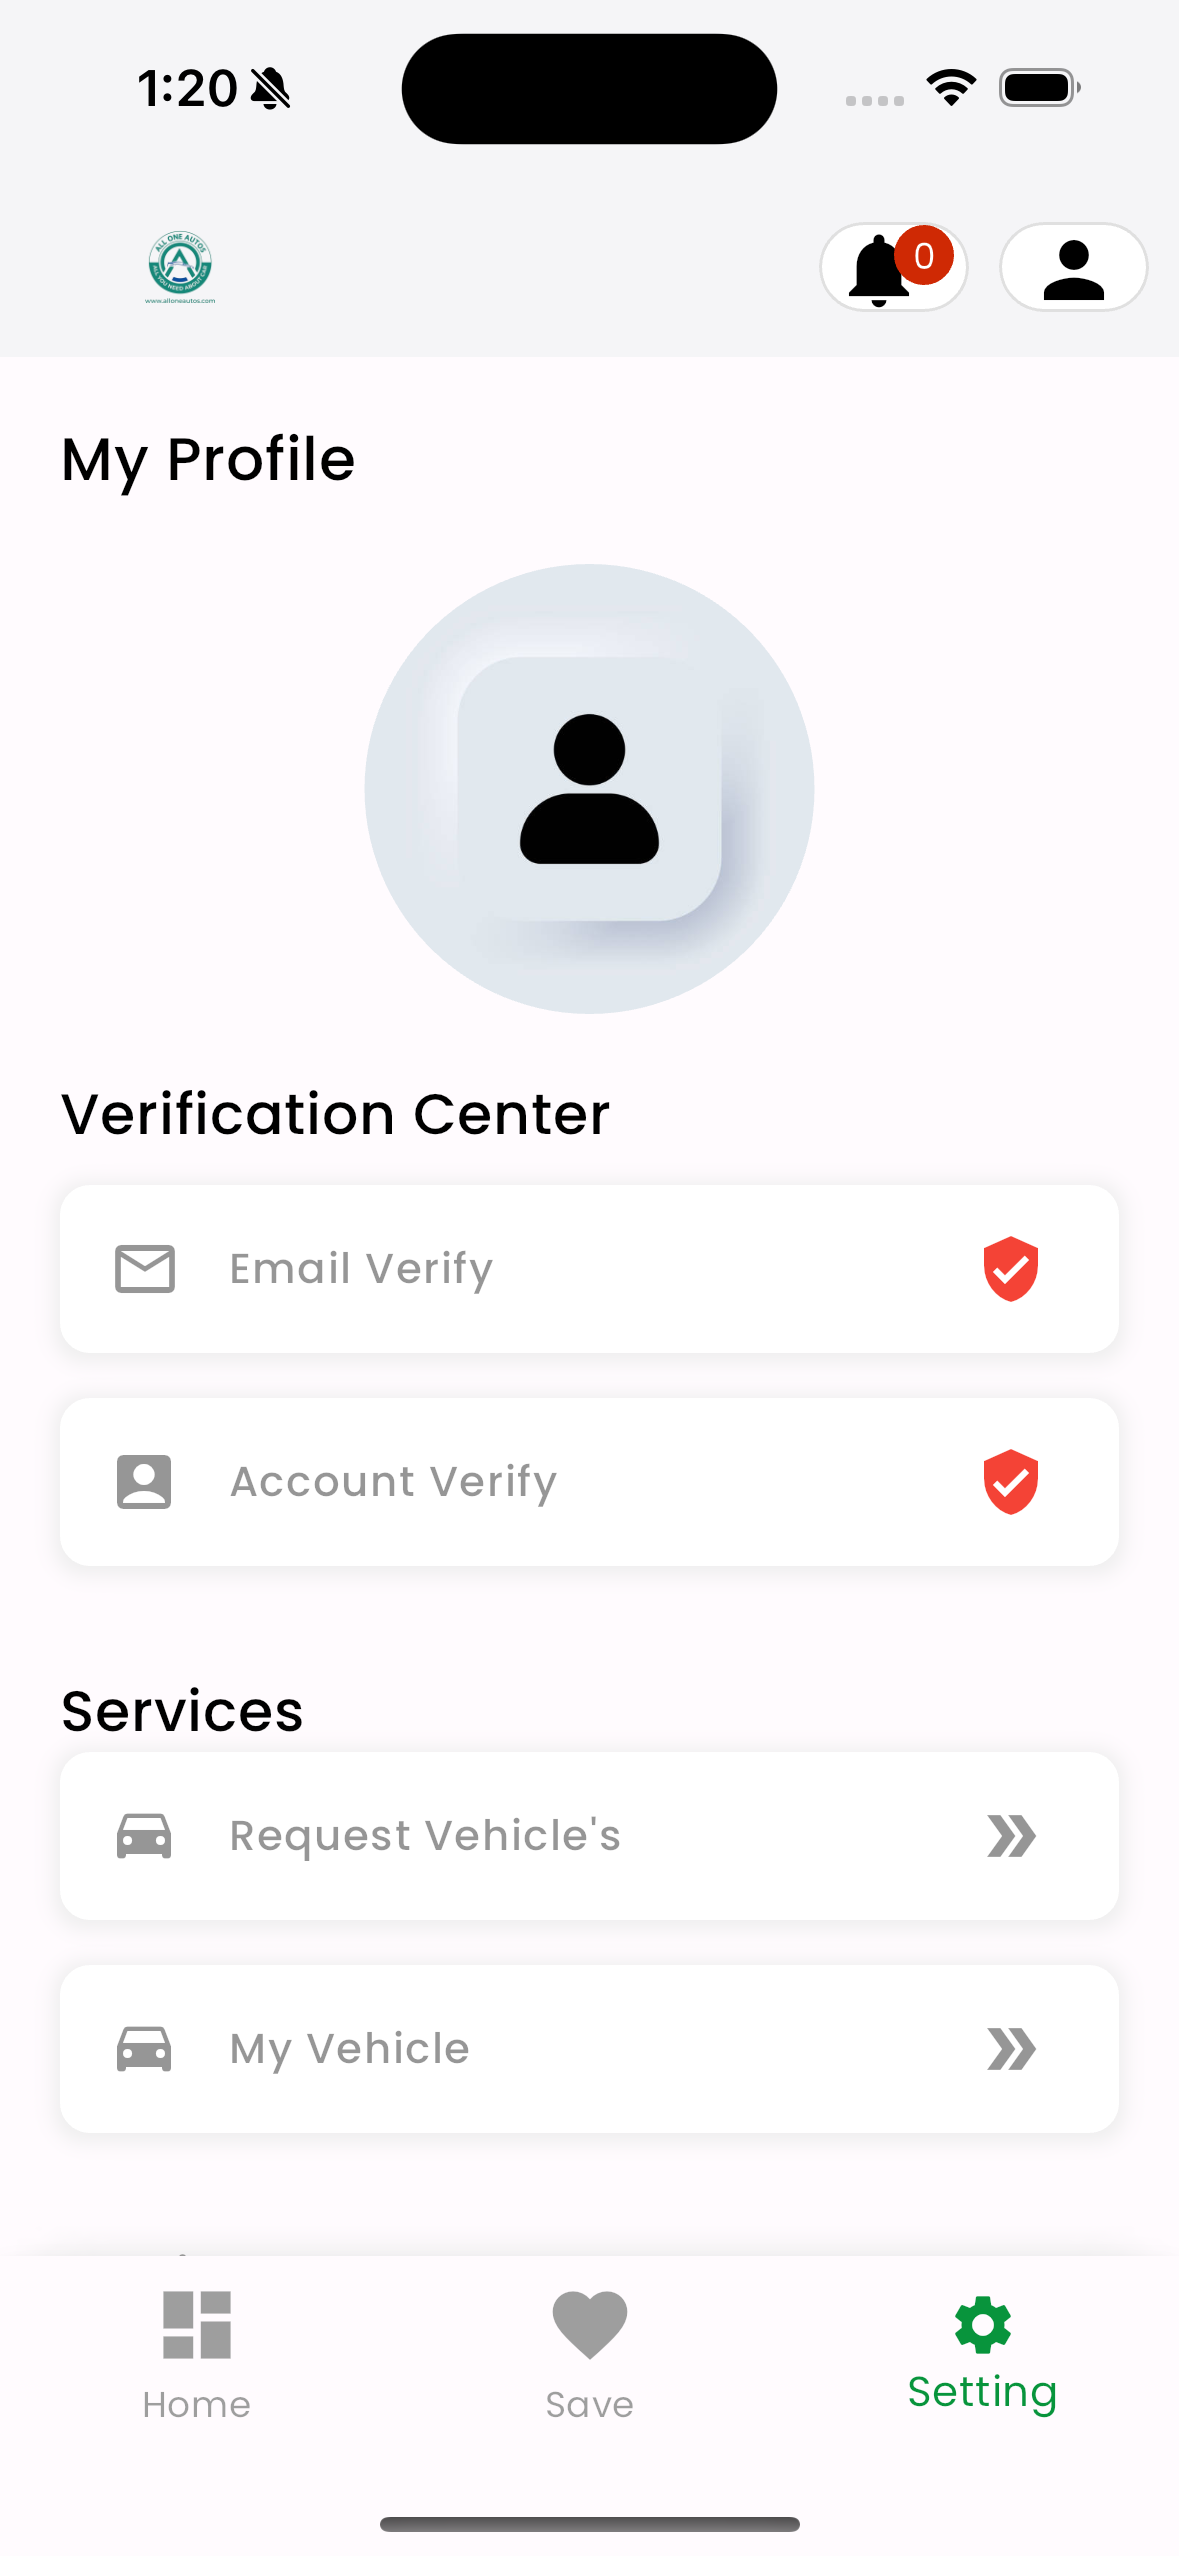 1:20
ALL ONE AUTOS
ALL YOU NEED ABOUT CAR
www.alloneautos.com
0
My Profile
Verification Center
Email Verify
Account Verify
Services
Request Vehicle's
My Vehicle
Home
Save
Setting